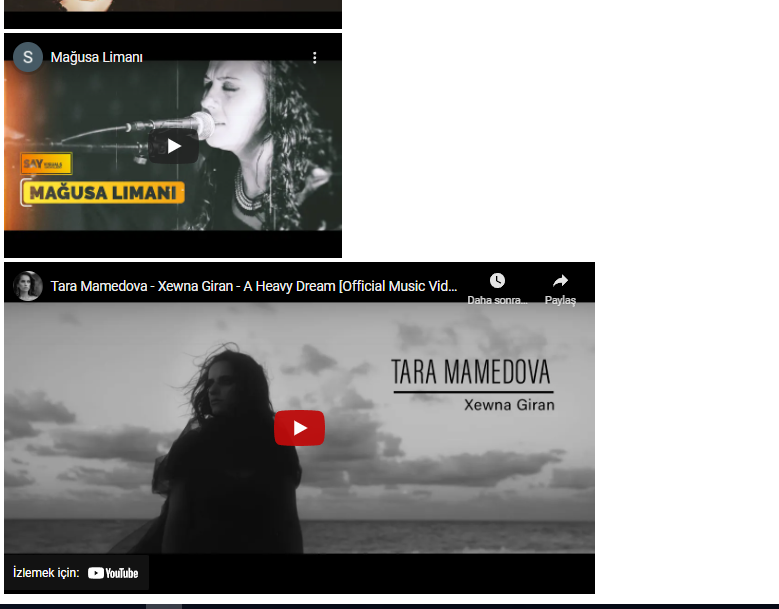 S
Mağusa Limanı
SAY
MAĞUSA LIMANI
Tara Mamedova - Xewna Giran - A Heavy Dream [Official Music Vid...
Daha sonra...
Paylaş
TARA MAMEDOVA
Xewna Giran
İzlemek için:
YouTube